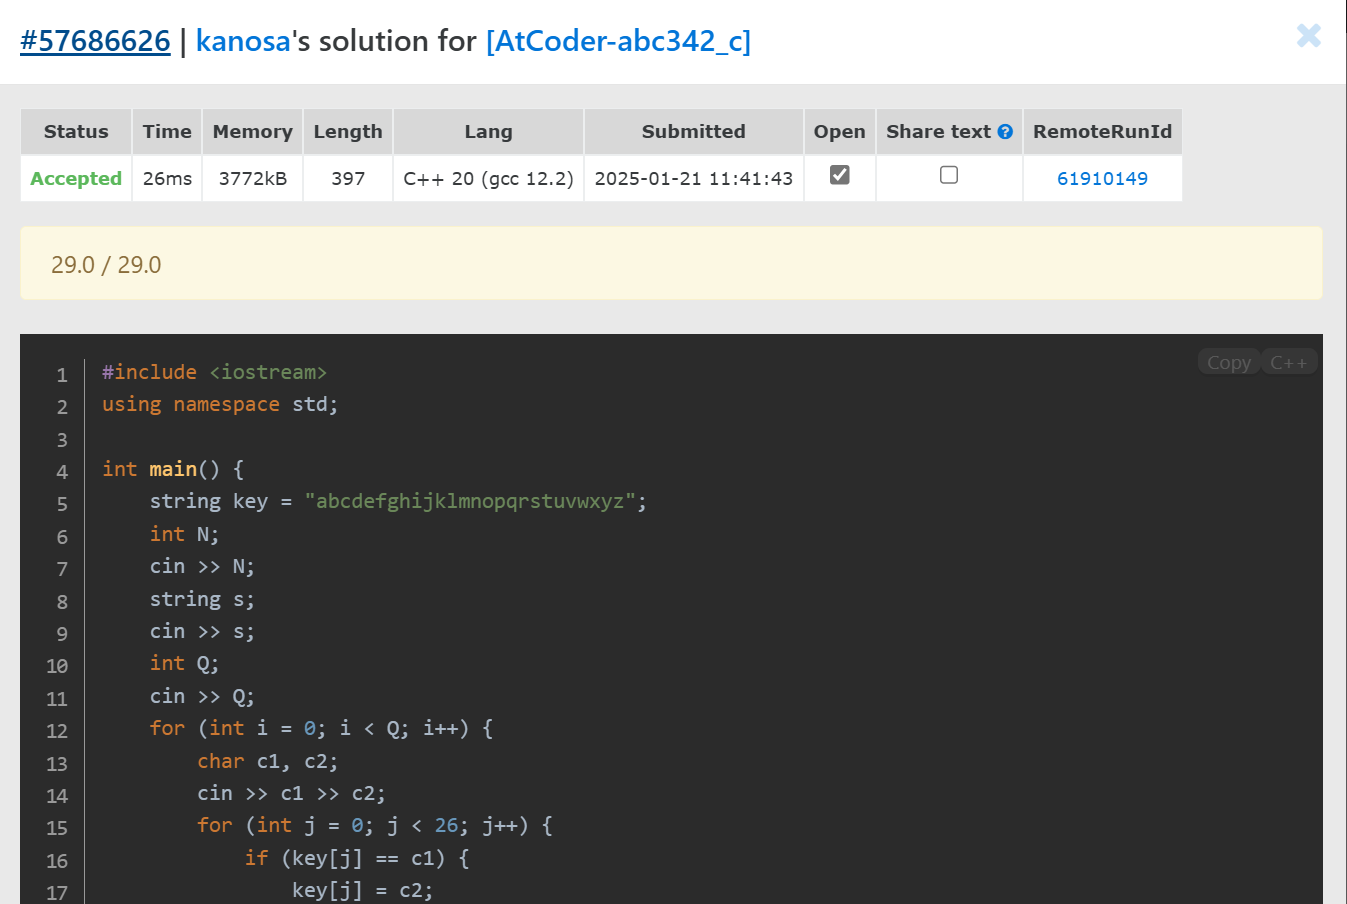 #57686626 | kanosa's solution for [AtCoder-abc342_c]
Status Time Memory Length Lang Submitted Open Share text RemoteRunId
Accepted 26ms 3772kB 397 C++ 20 (gcc 12.2) 2025-01-21 11:41:43 61910149
29.0 / 29.0
Copy C++
1 #include <iostream>
2 using namespace std;
3
4 int main() {
5     string key = "abcdefghijklmnopqrstuvwxyz";
6     int N;
7     cin >> N;
8     string s;
9     cin >> s;
10     int Q;
11     cin >> Q;
12     for (int i = 0; i < Q; i++) {
13         char c1, c2;
14         cin >> c1 >> c2;
15         for (int j = 0; j < 26; j++) {
16             if (key[j] == c1) {
17                 key[j] = c2;